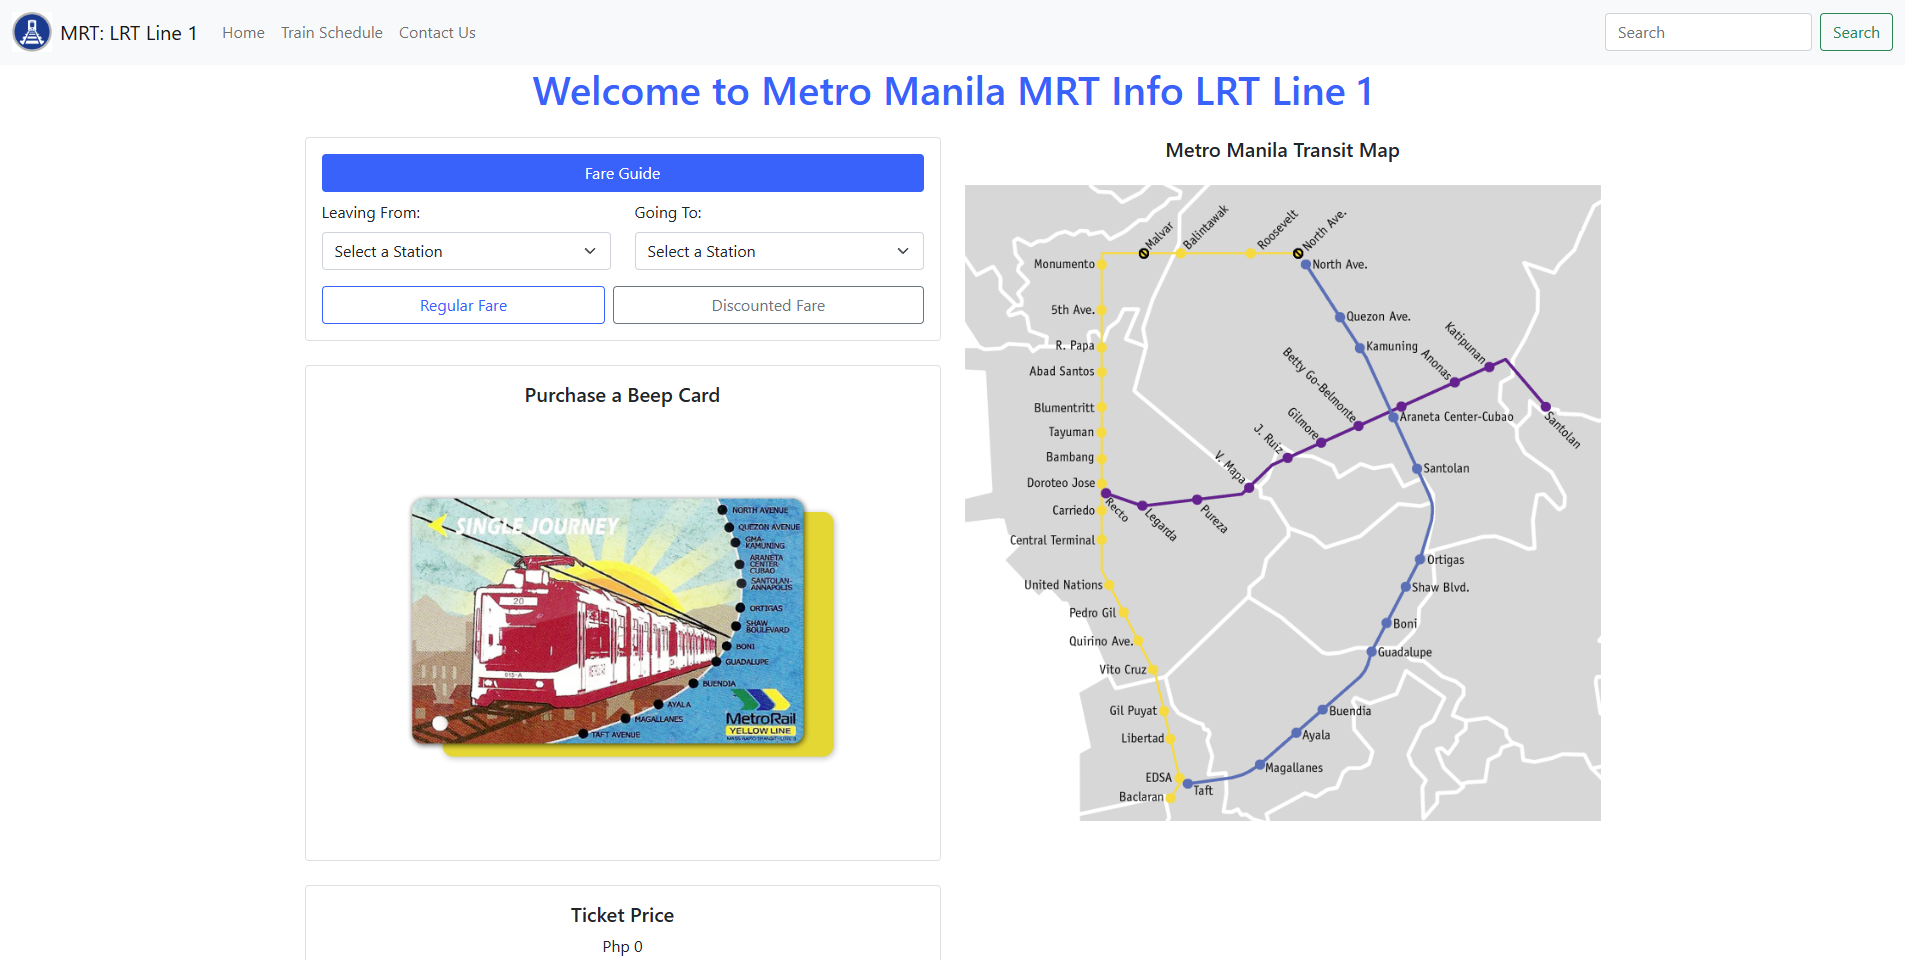 MRT: LRT Line 1
Home
Train Schedule
Contact Us
Search
Search
Welcome to Metro Manila MRT Info LRT Line 1
Fare Guide
Leaving From:
Going To:
Select a Station
Select a Station
Regular Fare
Discounted Fare
Purchase a Beep Card
SINGLE JOURNEY
NORTH AVENUE
QUEZON AVENUE
GMA-
KAMUNING
ARANETA
CENTER-
CUBAO
SANTOLAN-
ANNAPOLIS
ORTIGAS
SHAW
BOULEVARD
BONI
GUADALUPE
BUENDIA
AYALA
MAGALLANES
TAFT AVENUE
20
MetroRail
YELLOW LINE
Ticket Price
Php 0
Metro Manila Transit Map
Malvar
Balintawak
Roosevelt
North Ave.
Monumento
5th Ave.
R. Papa
Abad Santos
Blumentritt
Tayuman
Bambang
Doroteo Jose
Carriedo
Central Terminal
United Nations
Pedro Gil
Quirino Ave.
Vito Cruz
Gil Puyat
Libertad
EDSA
Baclaran
North Ave.
Quezon Ave.
Kamuning
Araneta Center-Cubao
Santolan
Ortigas
Shaw Blvd.
Boni
Guadalupe
Buendia
Ayala
Magallanes
Taft
Recto
Legarda
Pureza
V. Mapa
J. Ruiz
Gilmore
Betty Go-Belmonte
Anonas
Katipunan
Santolan